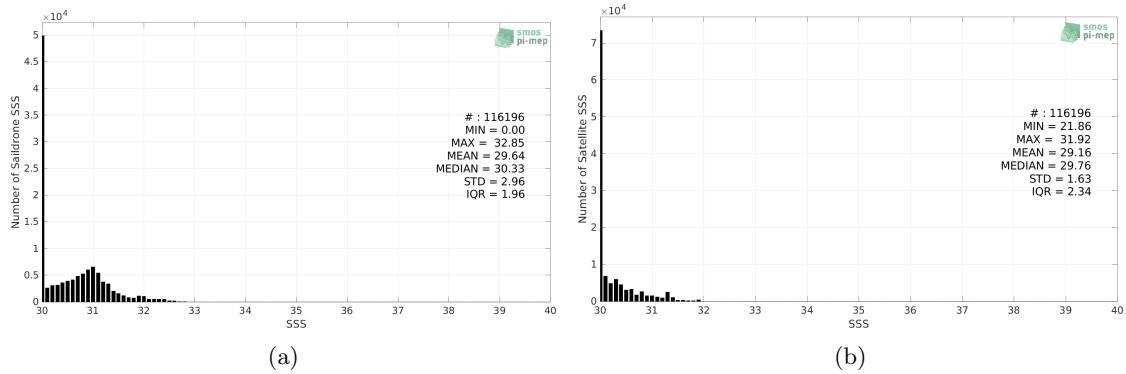 ×10⁴
5
4.5
4
3.5
3
2.5
2
1.5
1
0.5
0
Number of Saildrone SSS
smos
pi-mep
# : 116196
MIN = 0.00
MAX = 32.85
MEAN = 29.64
MEDIAN = 30.33
STD = 2.96
IQR = 1.96
30 31 32 33 34 35 36 37 38 39 40
SSS
(a)
×10⁴
7
6
5
4
3
2
1
0
Number of Satellite SSS
smos
pi-mep
# : 116196
MIN = 21.86
MAX = 31.92
MEAN = 29.16
MEDIAN = 29.76
STD = 1.63
IQR = 2.34
30 31 32 33 34 35 36 37 38 39 40
SSS
(b)